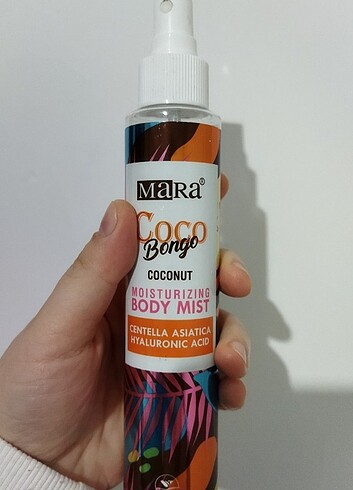 MaRa®
Coco
Bongo
COCONUT
MOISTURIZING
BODY MIST
CENTELLA ASIATICA
HYALURONIC ACID